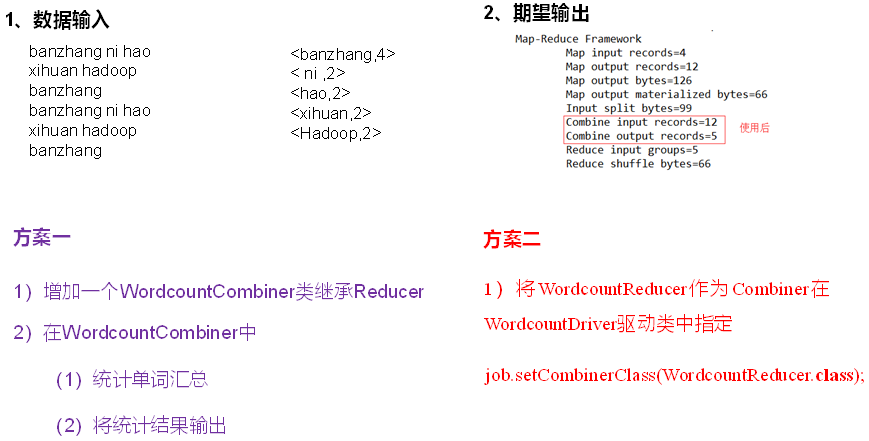 1、数据输入
banzhang ni hao
xihuan hadoop
banzhang
banzhang ni hao
xihuan hadoop
banzhang
<banzhang,4>
< ni ,2>
<hao,2>
<xihuan,2>
<Hadoop,2>
2、期望输出
Map-Reduce Framework
Map input records=4
Map output records=12
Map output bytes=126
Map output materialized bytes=66
Input split bytes=99
Combine input records=12
Combine output records=5
使用后
Reduce input groups=5
Reduce shuffle bytes=66
方案一
1）增加一个WordcountCombiner类继承Reducer
2）在WordcountCombiner中
（1）统计单词汇总
（2）将统计结果输出
方案二
1）将WordcountReducer作为Combiner在
WordcountDriver驱动类中指定
job.setCombinerClass(WordcountReducer.class);